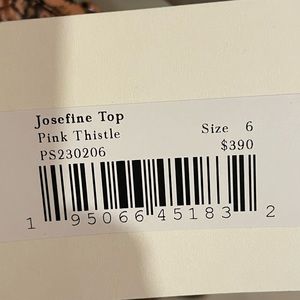 Josefine Top
Pink Thistle Size 6
PS230206 $390
1 95066 45183 2